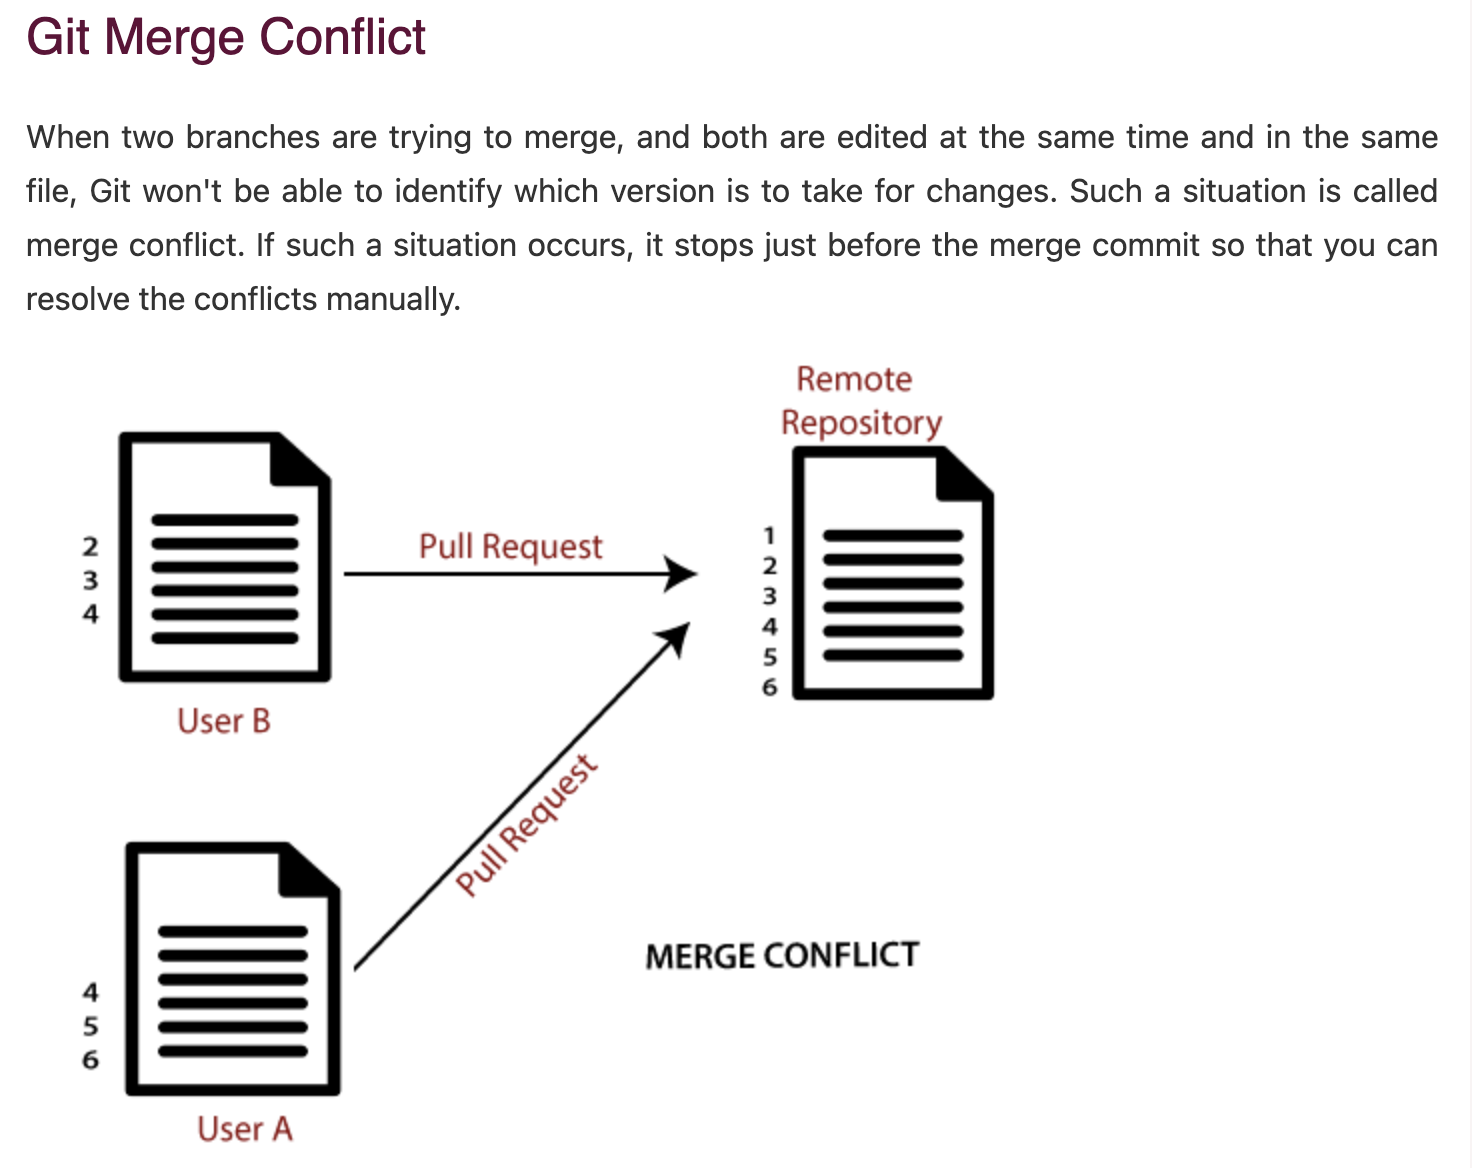 Git Merge Conflict
When two branches are trying to merge, and both are edited at the same time and in the same
file, Git won't be able to identify which version is to take for changes. Such a situation is called
merge conflict. If such a situation occurs, it stops just before the merge commit so that you can
resolve the conflicts manually.
Remote
Repository
2
3
4
Pull Request
1
2
3
4
5
6
User B
Pull Request
4
5
6
MERGE CONFLICT
User A